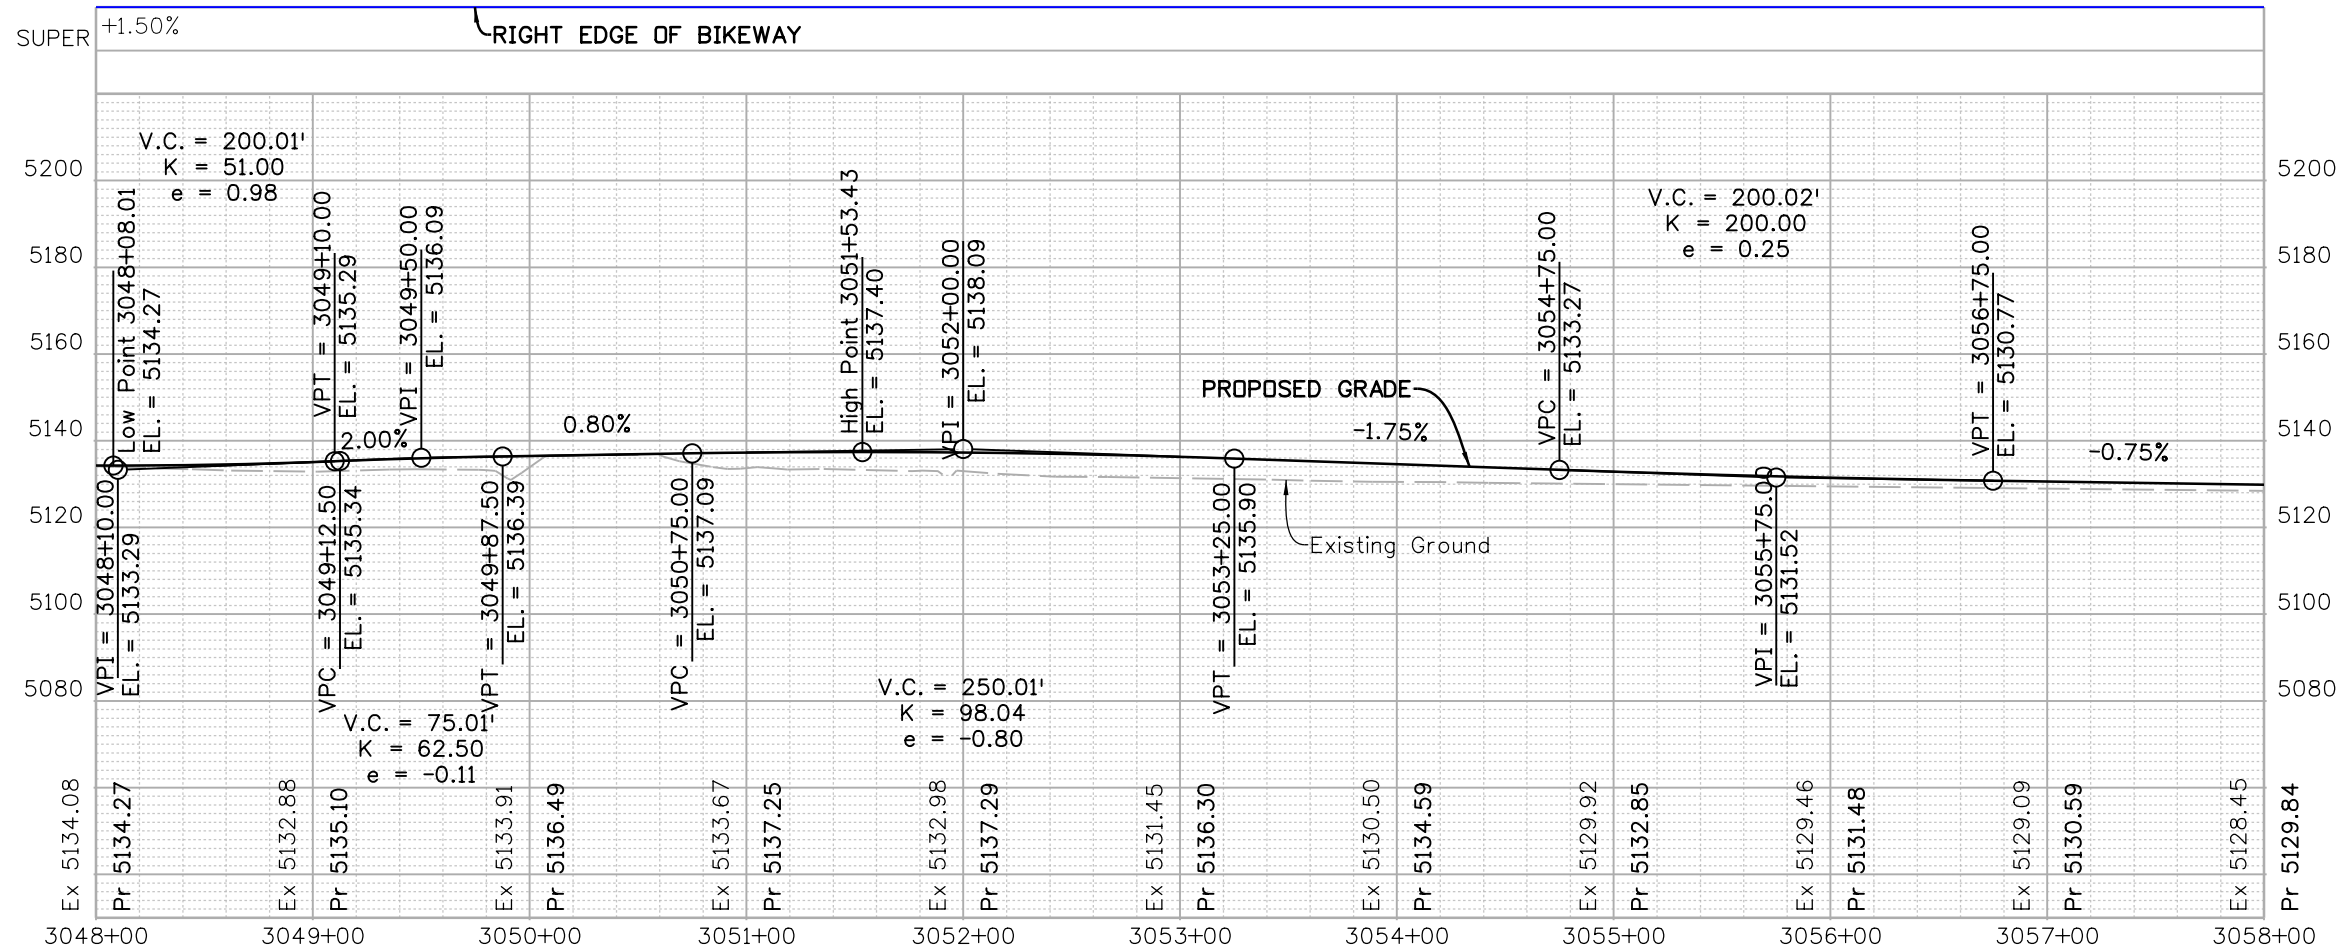 SUPER
+1.50%
RIGHT EDGE OF BIKEWAY
V.C. = 200.01'
K = 51.00
e = 0.98
V.C. = 200.02'
K = 200.00
e = 0.25
5200
5180
5160
5140
5120
5100
5080
5200
5180
5160
5140
5120
5100
5080
Low Point 3048+08.01
EL. = 5134.27
VPT = 3049+10.00
EL. = 5135.29
VPI = 3049+50.00
EL. = 5136.09
High Point 3051+53.43
EL. = 5137.40
VPI = 3052+00.00
EL. = 5138.09
VPC = 3054+75.00
EL. = 5133.27
VPT = 3056+75.00
EL. = 5130.77
2.00%
0.80%
PROPOSED GRADE
-1.75%
-0.75%
Existing Ground
VPI = 3048+10.00
EL. = 5133.29
VPC = 3049+12.50
EL. = 5135.34
VPT = 3049+87.50
EL. = 5136.39
VPC = 3050+75.00
EL. = 5137.09
VPT = 3053+25.00
EL. = 5135.90
VPI = 3055+75.00
EL. = 5131.52
V.C. = 75.01'
K = 62.50
e = -0.11
V.C. = 250.01'
K = 98.04
e = -0.80
Ex 5134.08
Pr 5134.27
Ex 5132.88
Pr 5135.10
Ex 5133.91
Pr 5136.49
Ex 5133.67
Pr 5137.25
Ex 5132.98
Pr 5137.29
Ex 5131.45
Pr 5136.30
Ex 5130.50
Pr 5134.59
Ex 5129.92
Pr 5132.85
Ex 5129.46
Pr 5131.48
Ex 5129.09
Pr 5130.59
Ex 5128.45
Pr 5129.84
3048+00
3049+00
3050+00
3051+00
3052+00
3053+00
3054+00
3055+00
3056+00
3057+00
3058+00